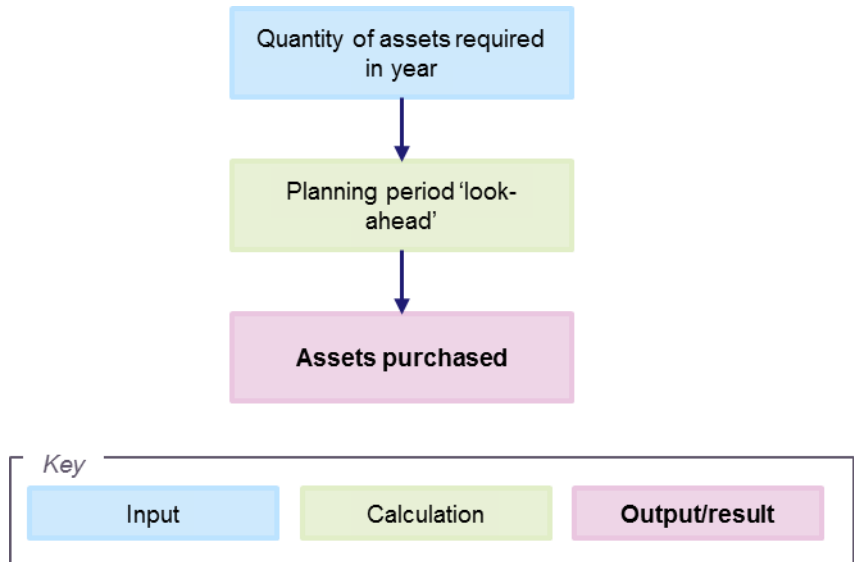 Quantity of assets required
in year
Planning period ‘look-
ahead’
Assets purchased
Key
Input
Calculation
Output/result